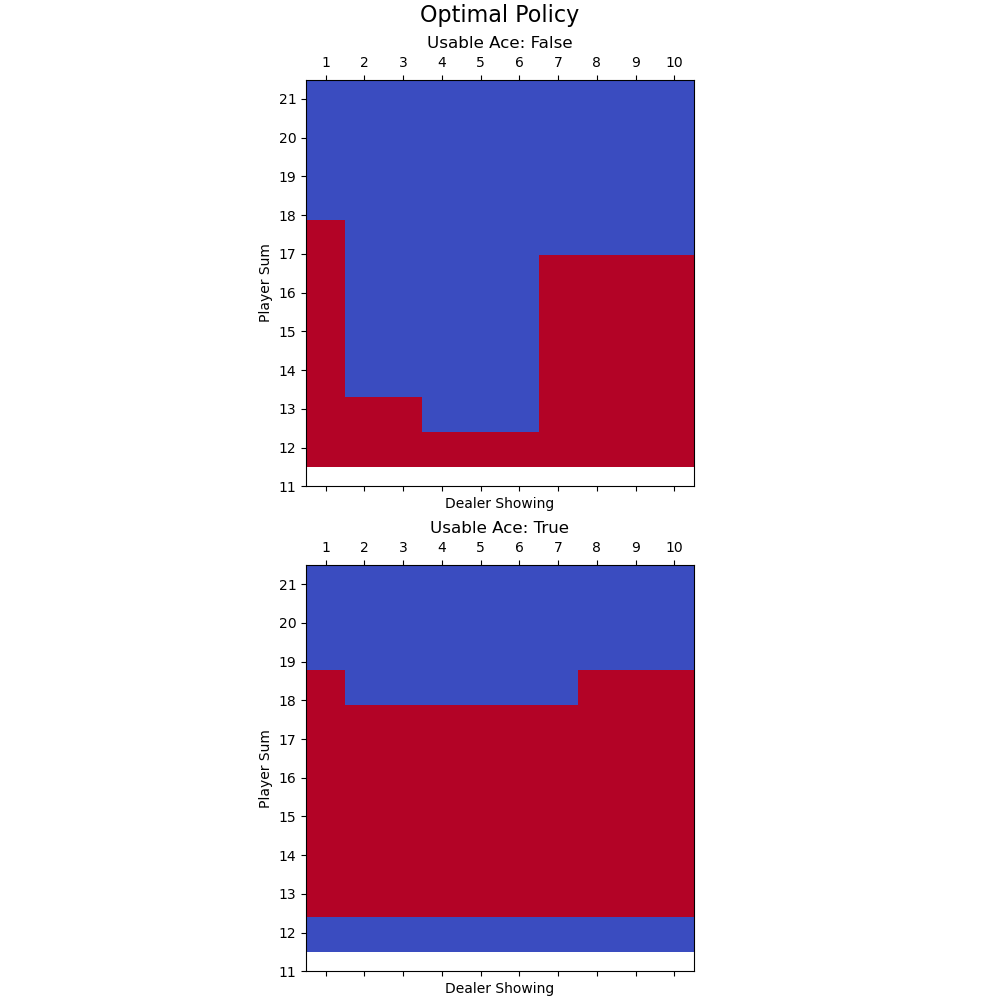 Optimal Policy
Usable Ace: False
1 2 3 4 5 6 7 8 9 10
21
20
19
18
17
16
15
14
13
12
11
Player Sum
Dealer Showing
Usable Ace: True
1 2 3 4 5 6 7 8 9 10
21
20
19
18
17
16
15
14
13
12
11
Player Sum
Dealer Showing